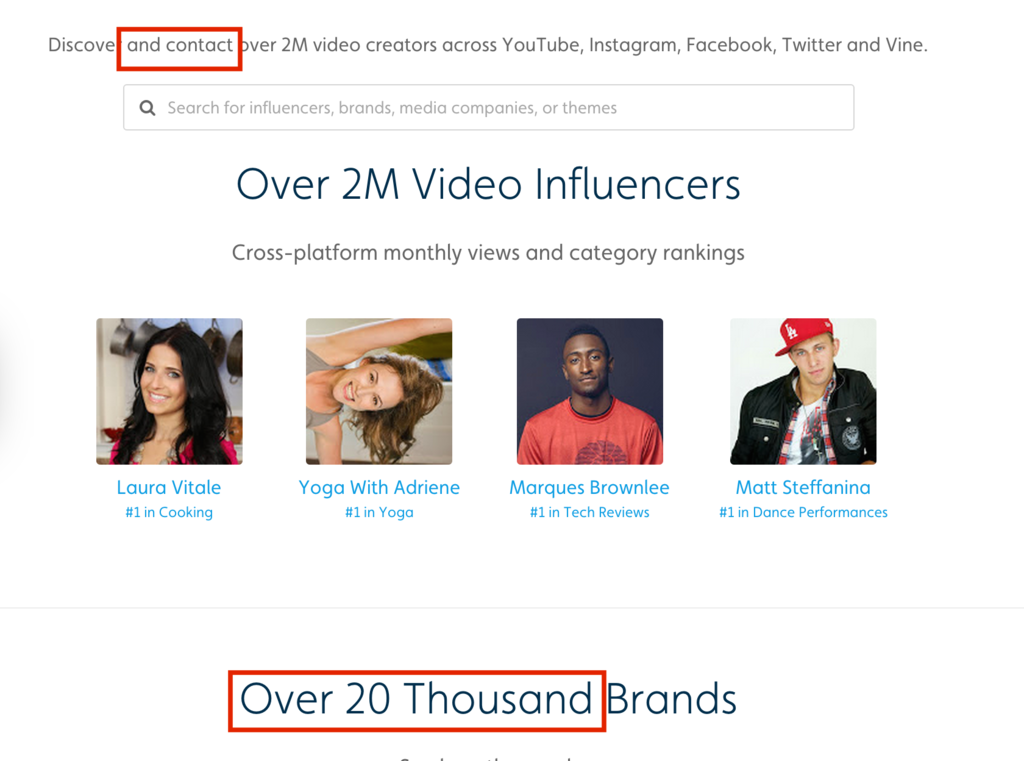 Discover and contact over 2M video creators across YouTube, Instagram, Facebook, Twitter and Vine.
Search for influencers, brands, media companies, or themes
Over 2M Video Influencers
Cross-platform monthly views and category rankings
Laura Vitale Yoga With Adriene Marques Brownlee Matt Steffanina
#1 in Cooking #1 in Yoga #1 in Tech Reviews #1 in Dance Performances
Over 20 Thousand Brands